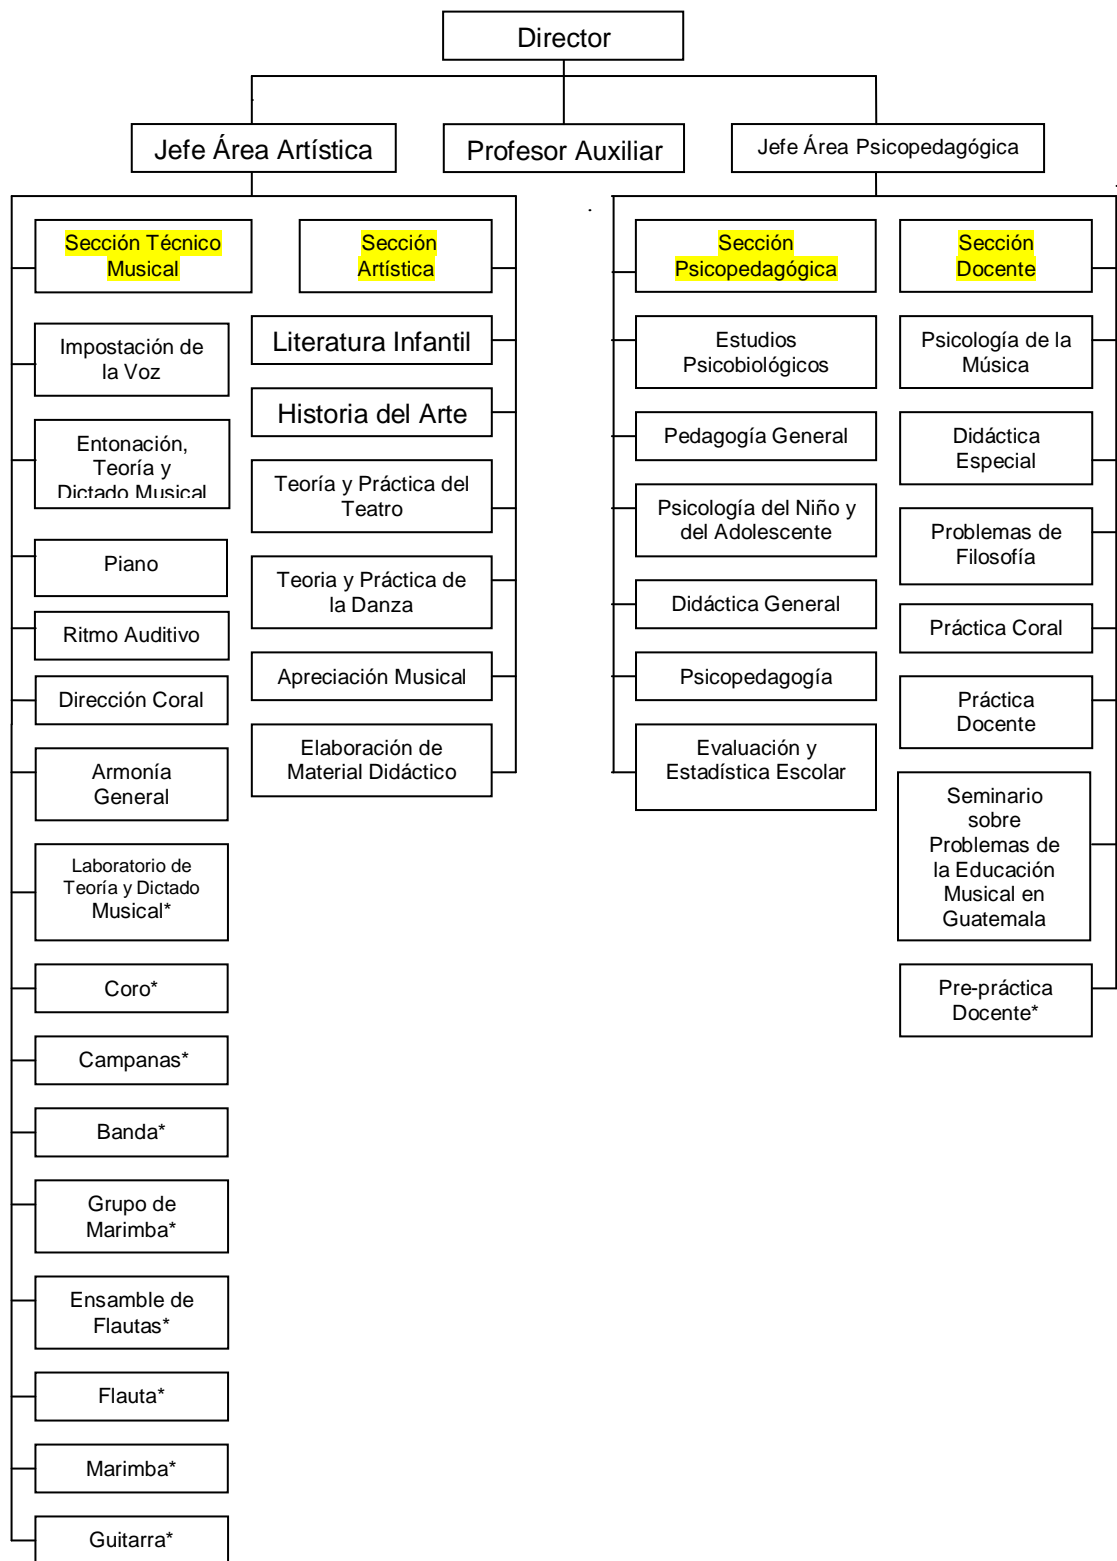 Director
Jefe Área Artística
Profesor Auxiliar
Jefe Área Psicopedagógica
Sección Técnico
Musical
Impostación de
la Voz
Entonación,
Teoría y
Dictado Musical
Piano
Ritmo Auditivo
Dirección Coral
Armonía
General
Laboratorio de
Teoría y Dictado
Musical*
Coro*
Campanas*
Banda*
Grupo de
Marimba*
Ensamble de
Flautas*
Flauta*
Marimba*
Guitarra*
Sección
Artística
Literatura Infantil
Historia del Arte
Teoría y Práctica del
Teatro
Teoria y Práctica de
la Danza
Apreciación Musical
Elaboración de
Material Didáctico
Sección
Psicopedagógica
Estudios
Psicobiológicos
Pedagogía General
Psicología del Niño y
del Adolescente
Didáctica General
Psicopedagogía
Evaluación y
Estadística Escolar
Sección
Docente
Psicología de la
Música
Didáctica
Especial
Problemas de
Filosofía
Práctica Coral
Práctica
Docente
Seminario
sobre
Problemas de
la Educación
Musical en
Guatemala
Pre-práctica
Docente*